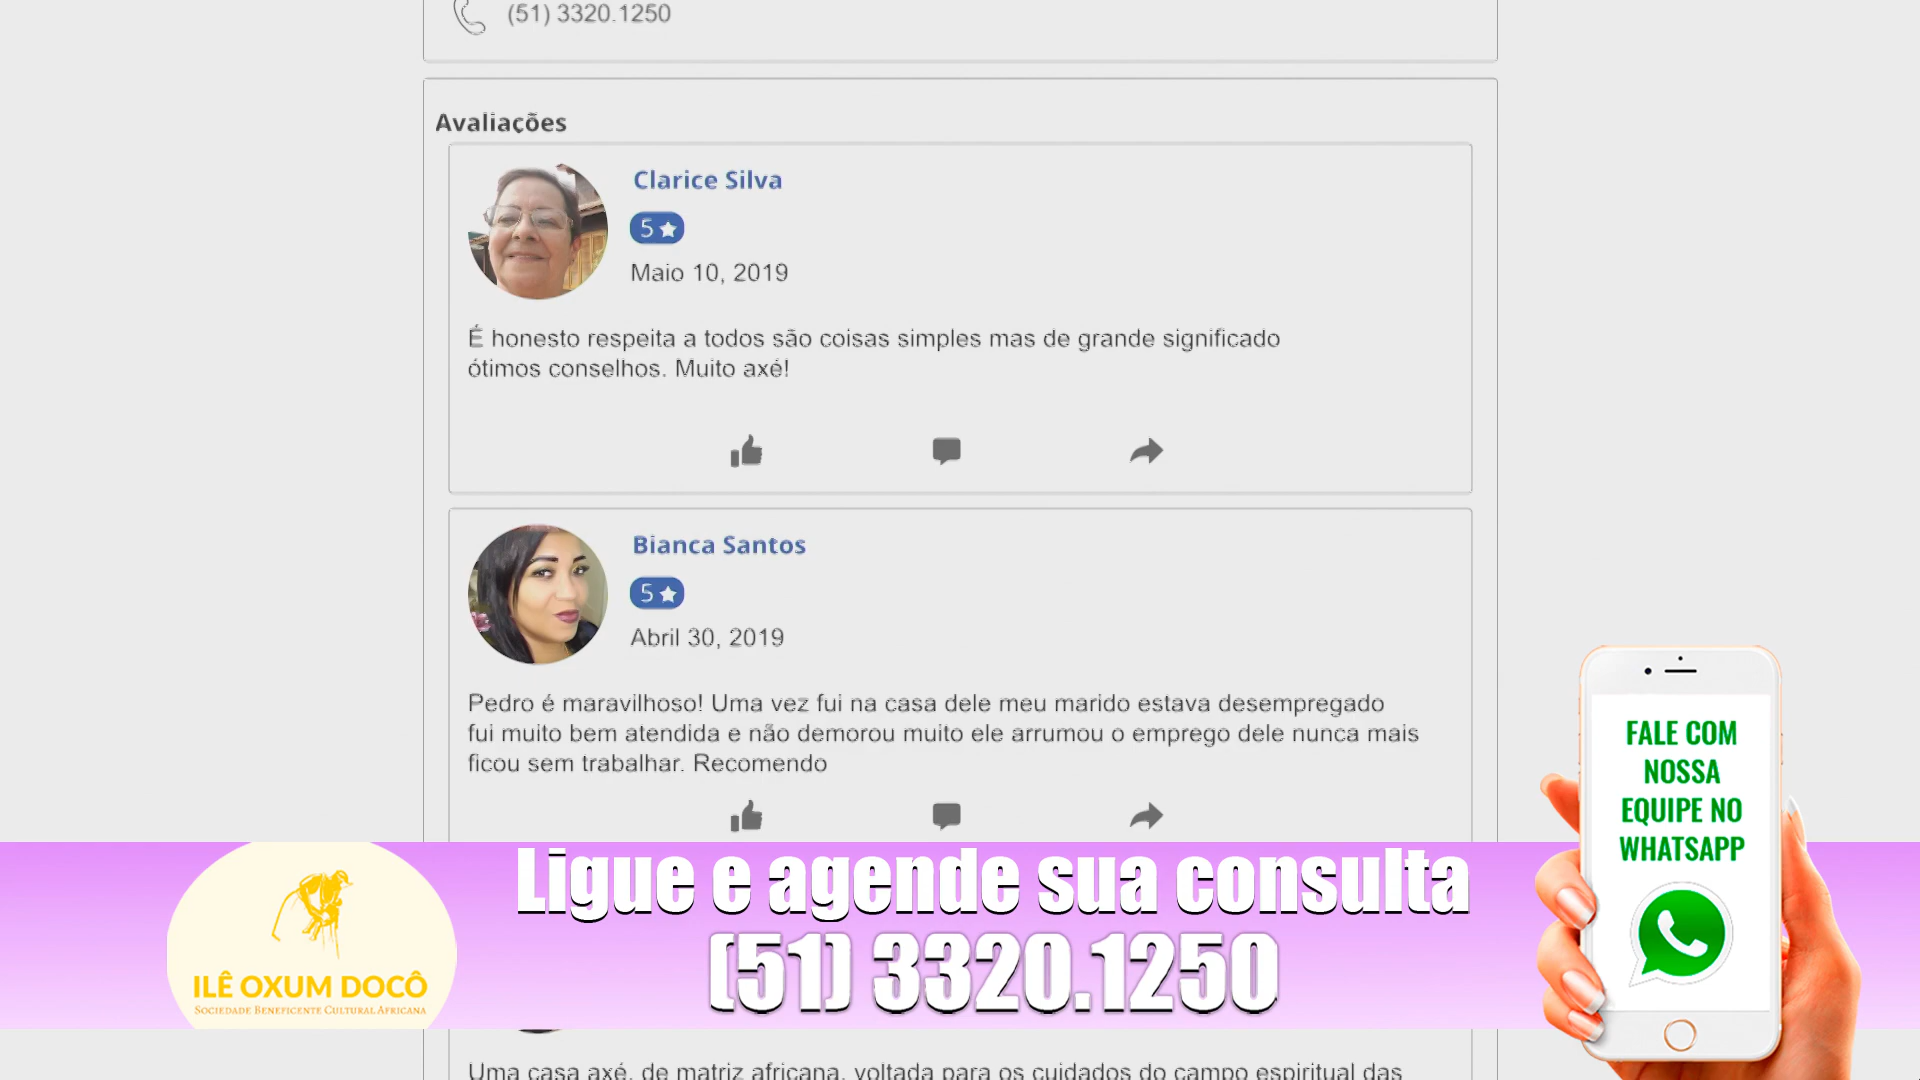 (51) 3320.1250
Avaliações
Clarice Silva
5
Maio 10, 2019
É honesto respeita a todos são coisas simples mas de grande significado
ótimos conselhos. Muito axé!
Bianca Santos
5
Abril 30, 2019
Pedro é maravilhoso! Uma vez fui na casa dele meu marido estava desempregado
fui muito bem atendida e não demorou muito ele arrumou o emprego dele nunca mais
ficou sem trabalhar. Recomendo
FALE COM
NOSSA
EQUIPE NO
WHATSAPP
Ligue e agende sua consulta
(51) 3320.1250
ILÊ OXUM DOCÔ
SOCIEDADE BENEFICENTE CULTURAL AFRICANA
Uma casa axé, de matriz africana, voltada para os cuidados do campo espiritual das